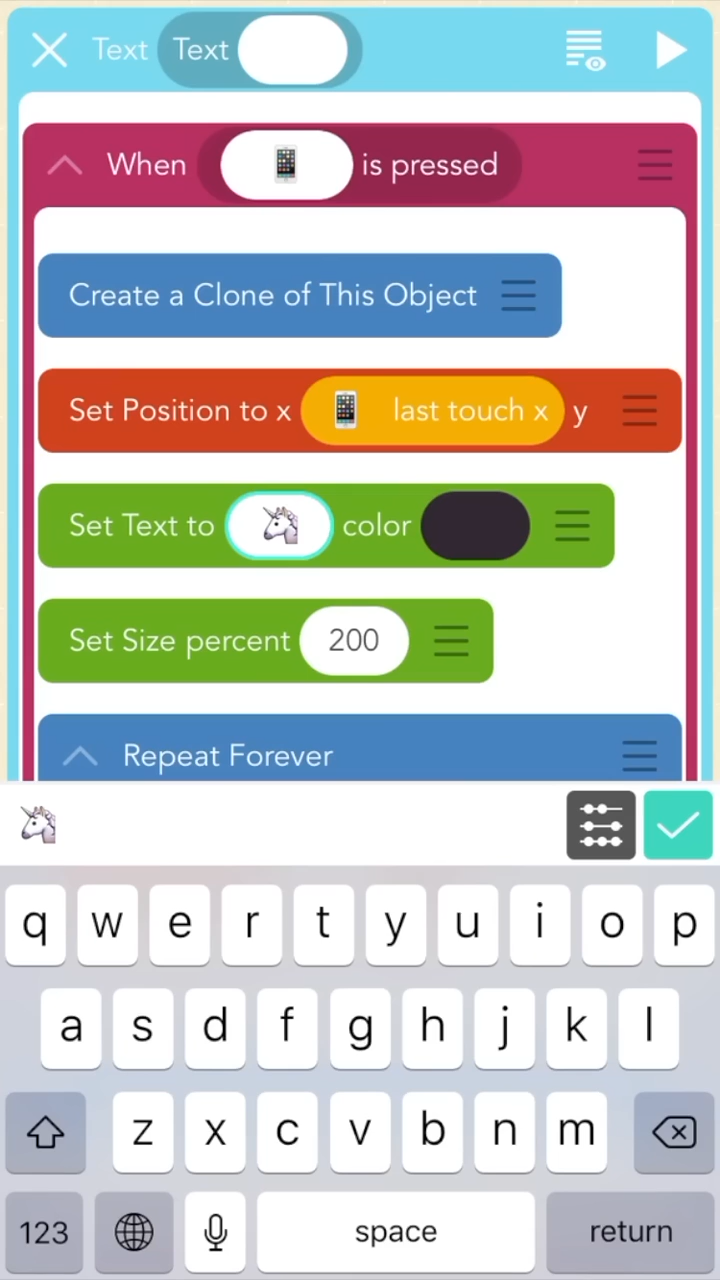 Text Text
When 📱 is pressed
Create a Clone of This Object
Set Position to x 📱 last touch x y
Set Text to 🦄 color
Set Size percent 200
Repeat Forever
🦄
q w e r t y u i o p
a s d f g h j k l
z x c v b n m
123 space return